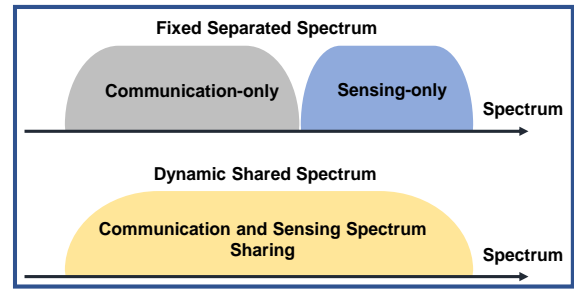 Fixed Separated Spectrum
Communication-only
Sensing-only
Spectrum
Dynamic Shared Spectrum
Communication and Sensing Spectrum
Sharing
Spectrum